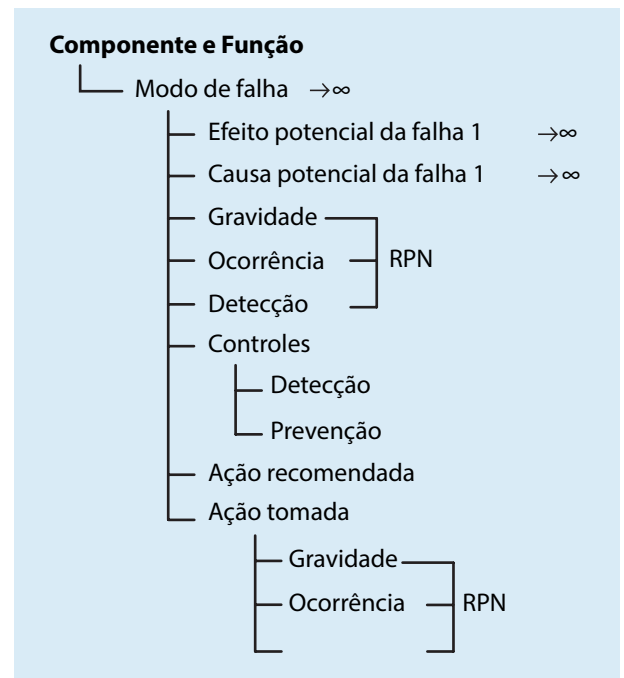 Componente e Função
Modo de falha →∞
Efeito potencial da falha 1 →∞
Causa potencial da falha 1 →∞
Gravidade
Ocorrência RPN
Detecção
Controles
Detecção
Prevenção
Ação recomendada
Ação tomada
Gravidade
Ocorrência RPN